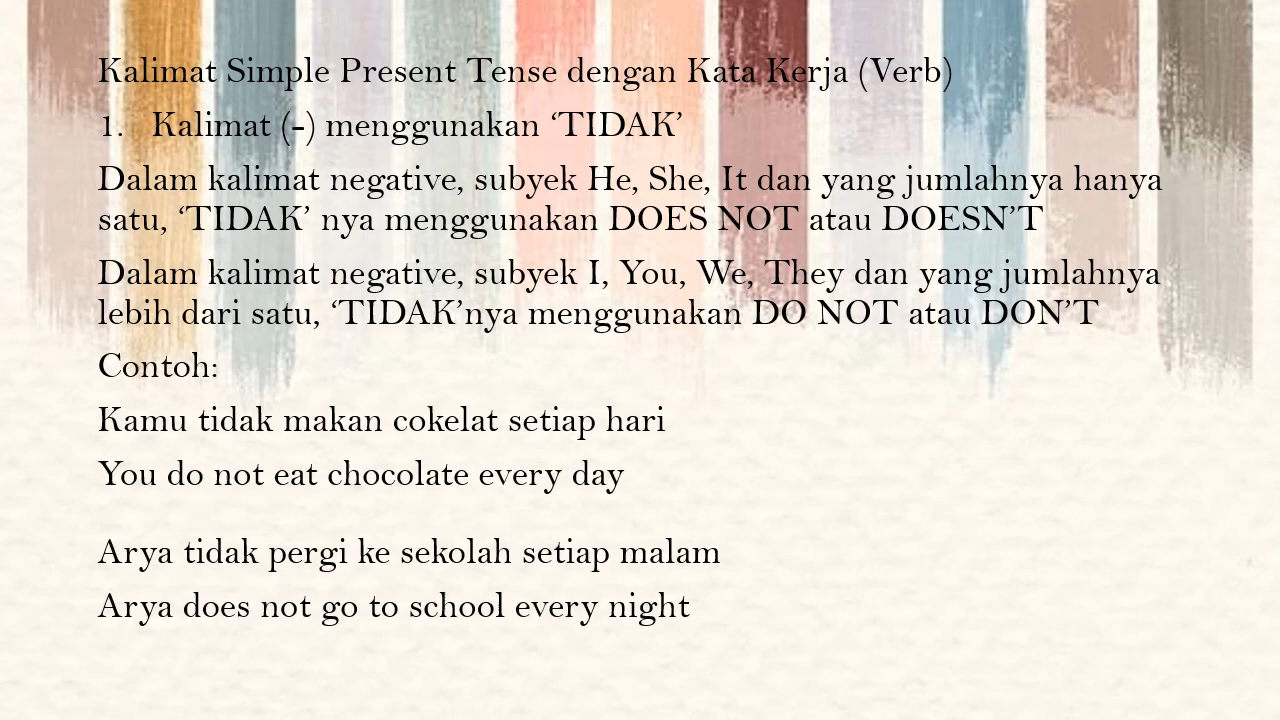 Kalimat Simple Present Tense dengan Kata Kerja (Verb)
1. Kalimat (-) menggunakan ‘TIDAK’
Dalam kalimat negative, subyek He, She, It dan yang jumlahnya hanya
satu, ‘TIDAK’ nya menggunakan DOES NOT atau DOESN’T
Dalam kalimat negative, subyek I, You, We, They dan yang jumlahnya
lebih dari satu, ‘TIDAK’nya menggunakan DO NOT atau DON’T
Contoh:
Kamu tidak makan cokelat setiap hari
You do not eat chocolate every day
Arya tidak pergi ke sekolah setiap malam
Arya does not go to school every night